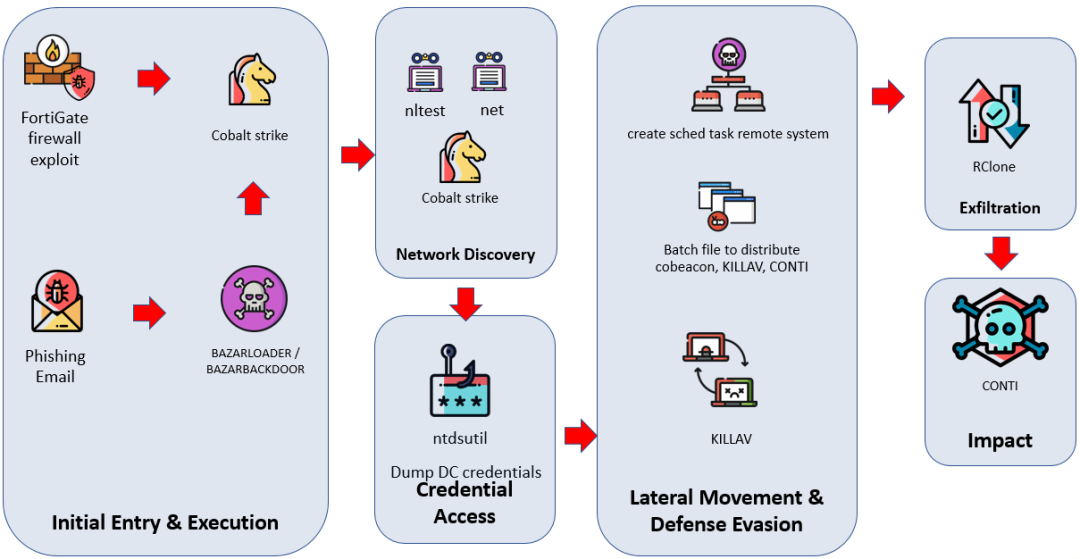 FortiGate
firewall
exploit
Cobalt strike
Phishing
Email
BAZARLOADER /
BAZARBACKDOOR
Initial Entry & Execution
nltest
net
Cobalt strike
Network Discovery
***
ntdsutil
Dump DC credentials
Credential
Access
create sched task remote system
Batch file to distribute
cobeacon, KILLAV, CONTI
KILLAV
Lateral Movement &
Defense Evasion
RClone
Exfiltration
CONTI
Impact